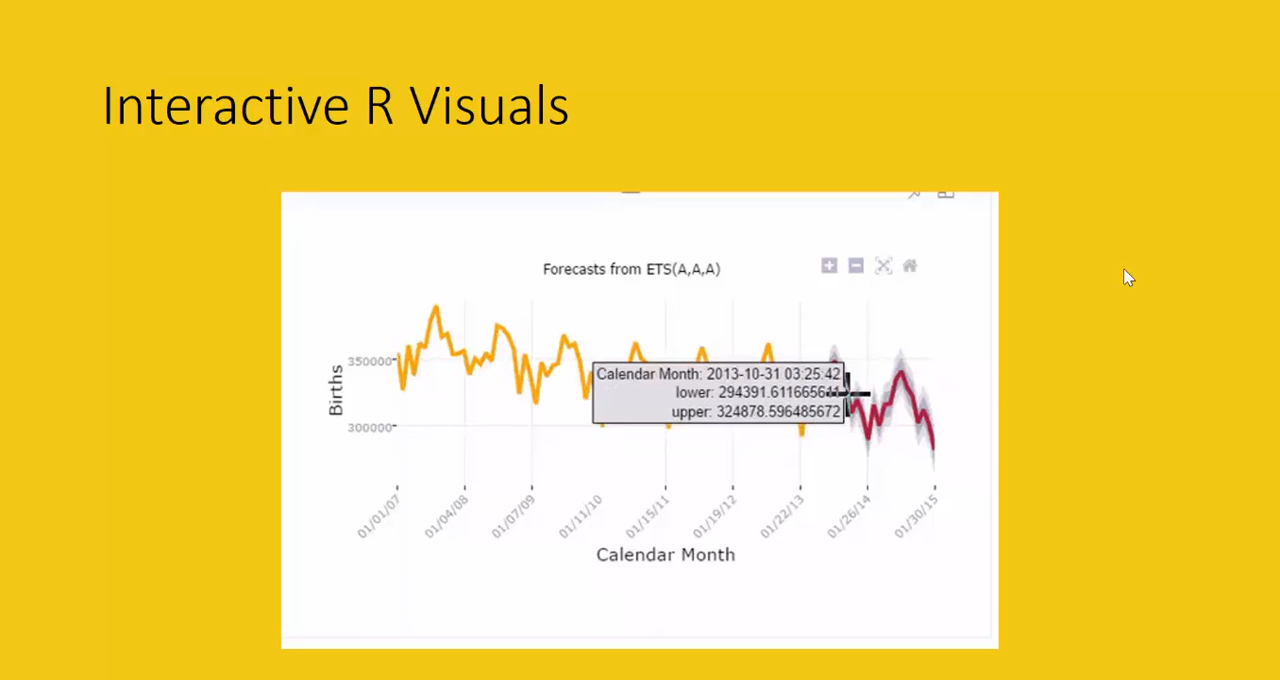 Interactive R Visuals
Forecasts from ETS(A,A,A)
350000
300000
Births
Calendar Month: 2013-10-31 03:25:42
lower: 294391.611665611
upper: 324878.596485672
01/01/07
01/04/08
01/07/09
01/11/10
01/15/11
01/19/12
01/22/13
01/26/14
01/30/15
Calendar Month